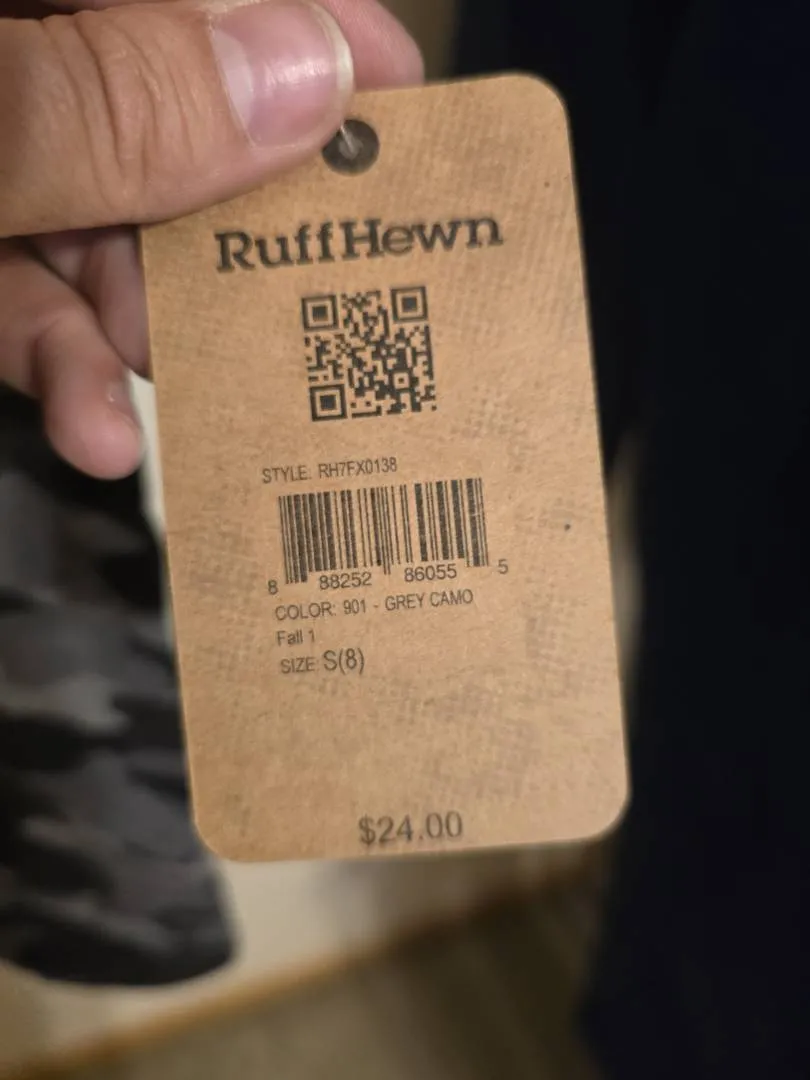 RuffHewn
STYLE: RH7FX0138
8 88252 86055 5
COLOR: 901 - GREY CAMO
Fall 1
SIZE: S(8)
$24.00